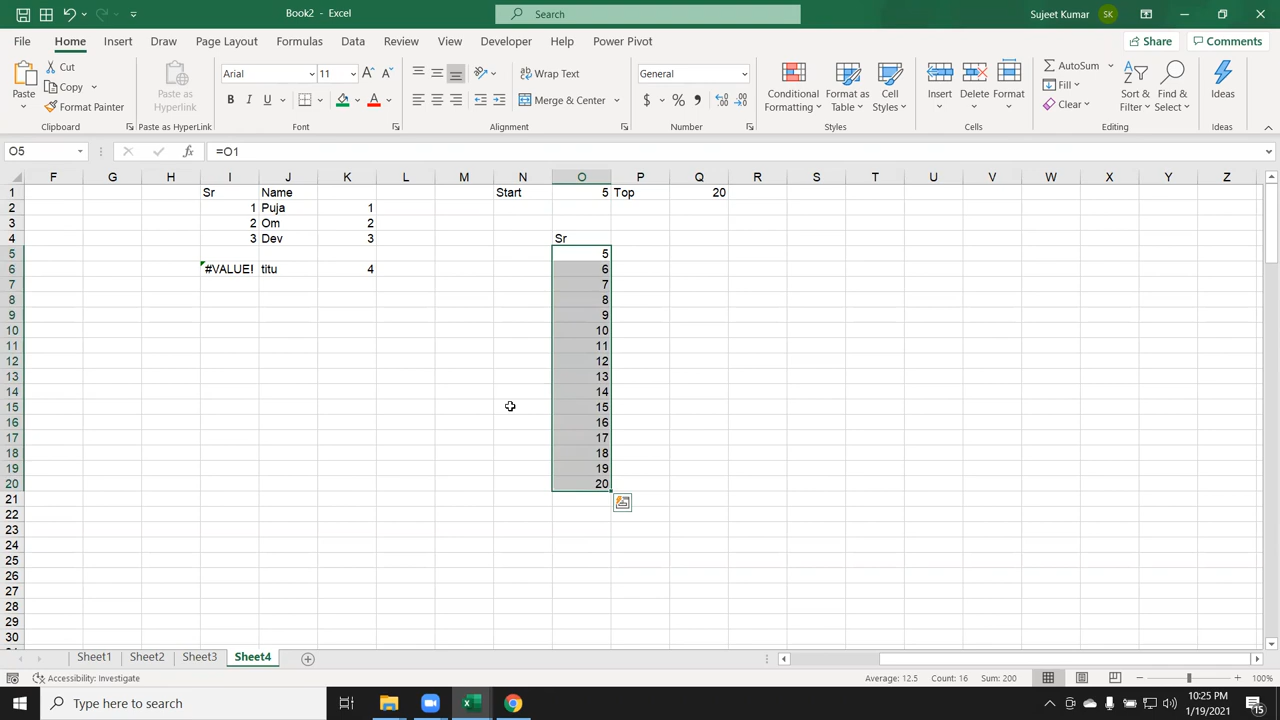 Book2 - Excel
Search
Sujeet Kumar
SK
File Home Insert Draw Page Layout Formulas Data Review View Developer Help Power Pivot
Share
Comments
Paste
Cut
Copy
Format Painter
Clipboard
Paste as Hyperlink
Paste as HyperLink
Arial
11
B I U
Font
Wrap Text
Merge & Center
Alignment
General
$ % ,
Number
Conditional Formatting
Format as Table
Cell Styles
Styles
Insert
Delete
Format
Cells
AutoSum
Fill
Clear
Sort & Filter
Find & Select
Editing
Ideas
Ideas
O5
fx
=O1
F G H I J K L M N O P Q R S T U V W X Y Z
1 Sr Name Start 5 Top 20
2 1 Puja 1
3 2 Om 2
4 3 Dev 3 Sr
5 5
6 #VALUE! titu 4 6
7 7
8 8
9 9
10 10
11 11
12 12
13 13
14 14
15 15
16 16
17 17
18 18
19 19
20 20
21
22
23
24
25
26
27
28
29
30
Sheet1 Sheet2 Sheet3 Sheet4
Accessibility: Investigate
Average: 12.5 Count: 16 Sum: 200
100%
Type here to search
10:25 PM
1/19/2021
15